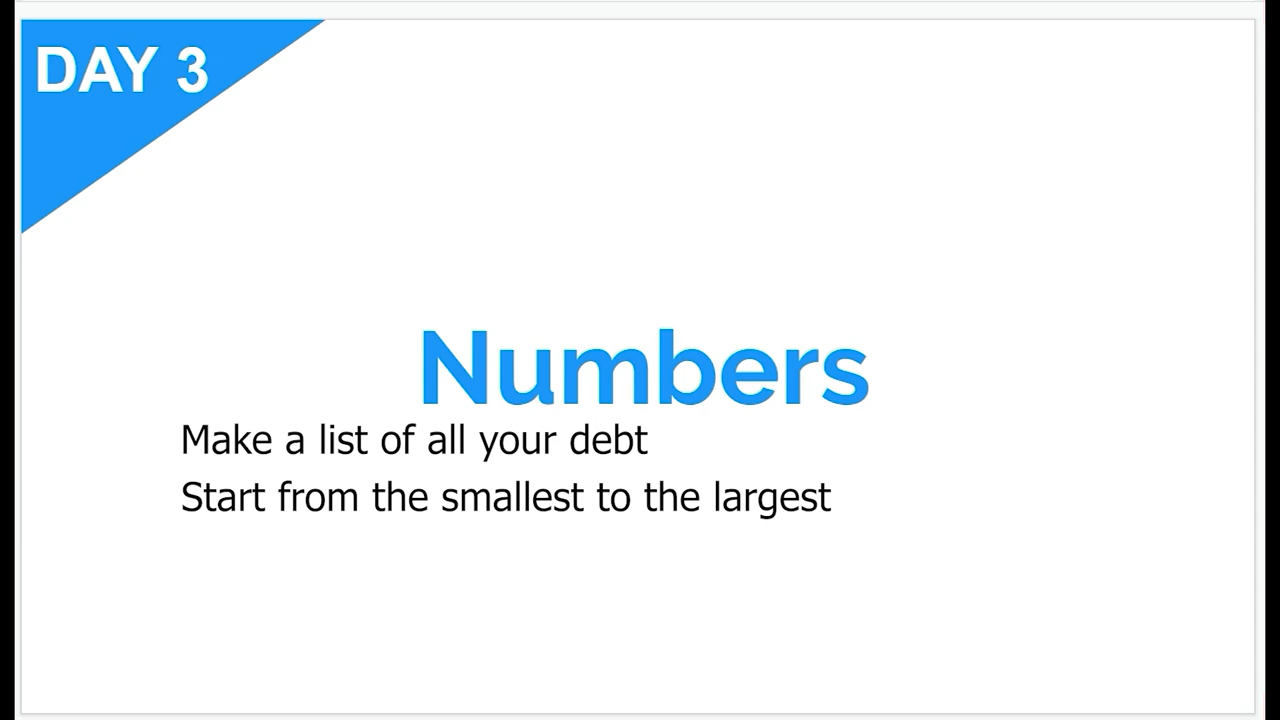 DAY 3
Numbers
Make a list of all your debt
Start from the smallest to the largest